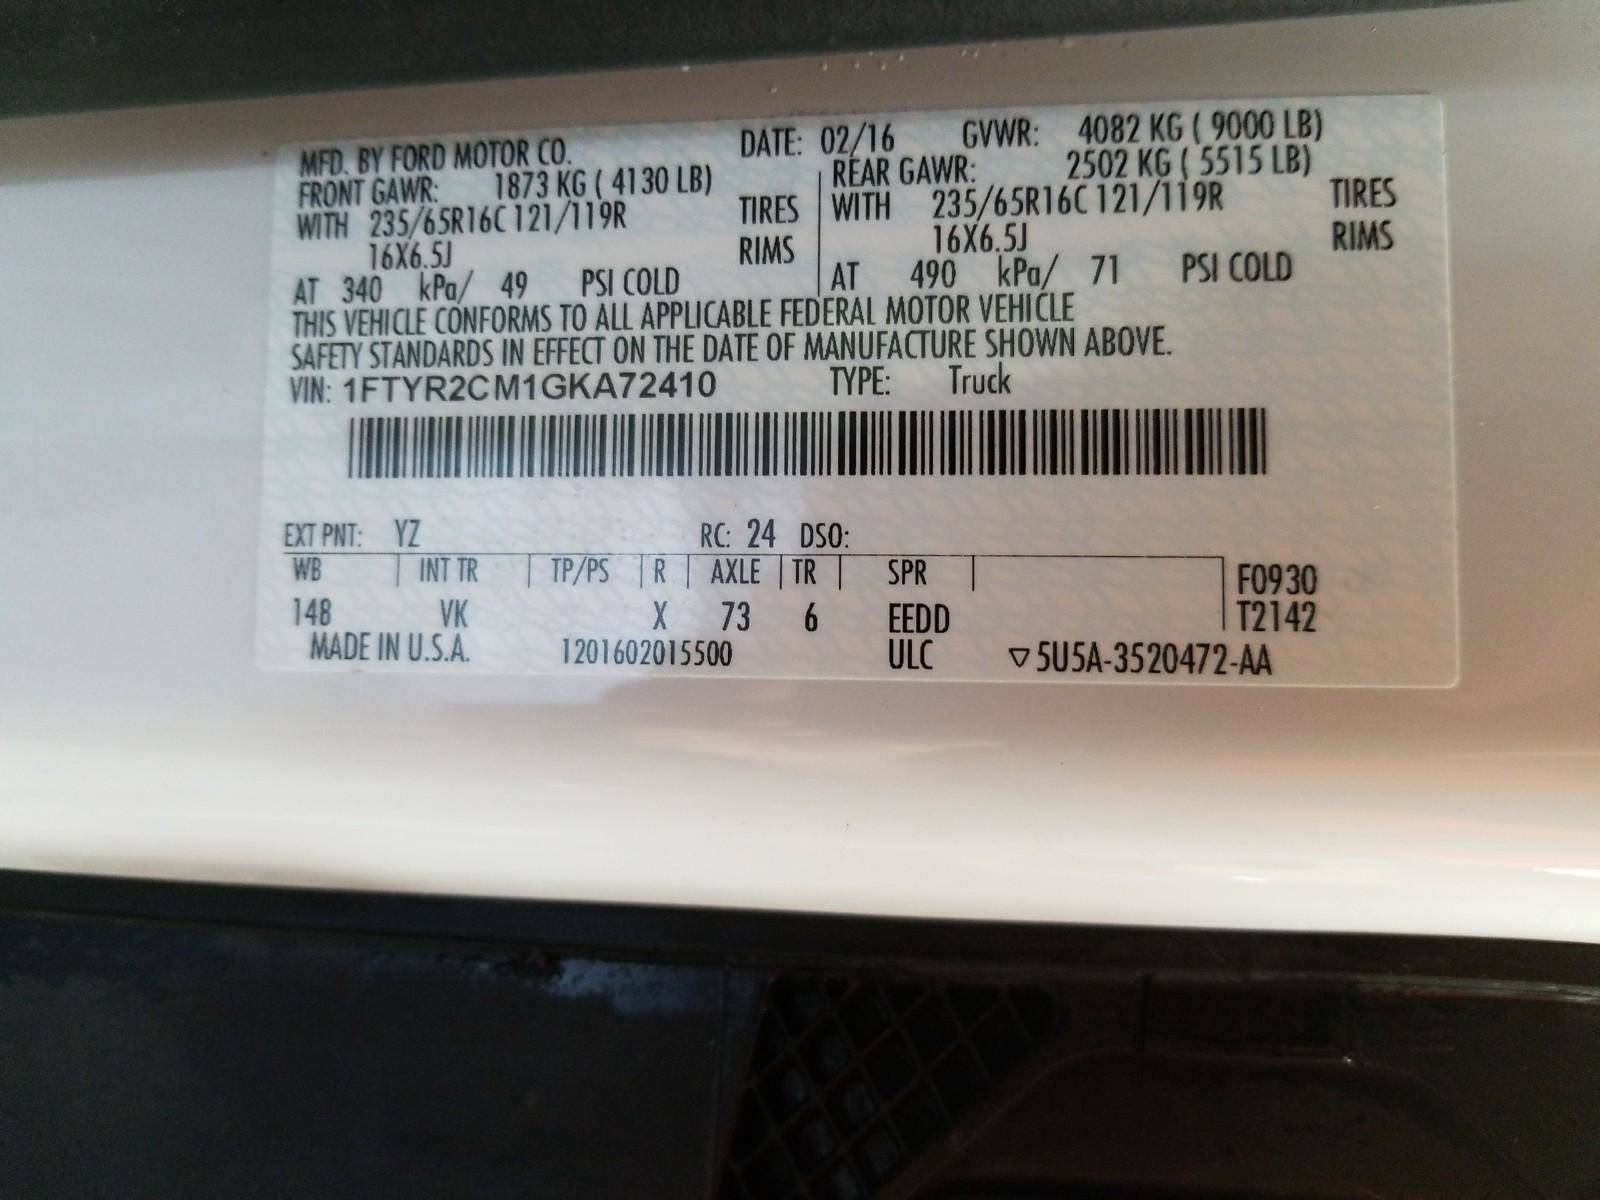 MFD. BY FORD MOTOR CO. DATE: 02/16 GVWR: 4082 KG ( 9000 LB)
FRONT GAWR: 1873 KG ( 4130 LB) REAR GAWR: 2502 KG ( 5515 LB)
WITH 235/65R16C 121/119R TIRES WITH 235/65R16C 121/119R TIRES
16X6.5J RIMS 16X6.5J RIMS
AT 340 kPa/ 49 PSI COLD AT 490 kPa/ 71 PSI COLD
THIS VEHICLE CONFORMS TO ALL APPLICABLE FEDERAL MOTOR VEHICLE
SAFETY STANDARDS IN EFFECT ON THE DATE OF MANUFACTURE SHOWN ABOVE.
VIN: 1FTYR2CM1GKA72410 TYPE: Truck
EXT PNT: YZ RC: 24 DSO:
WB INT TR TP/PS R AXLE TR SPR F0930
148 VK X 73 6 EEDD T2142
MADE IN U.S.A. 1201602015500 ULC ▽5U5A-3520472-AA